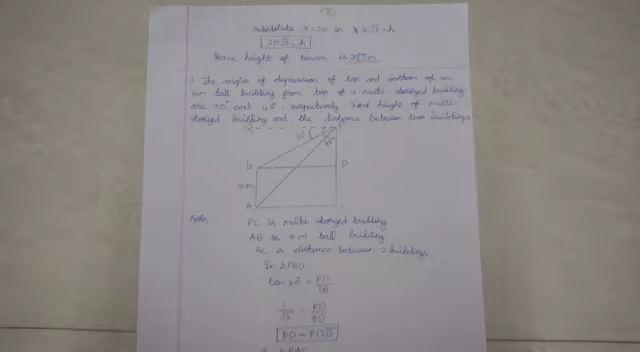 substitute x=20 in x√3=h
20√3=h
Hence height of tower is 20√3m
The angles of depression of top and bottom of an
8m tall building from top of a multi-storeyed building
are 30° and 45°, respectively. Find height of multi-
storeyed building and the distance between two buildings
30°
45°
B D
8m
A
Soln
PC is multi storeyed building
AB is 8m tall building
AC is distance between 2 buildings
In ΔPBD
tan 30° = PD/BD
1/√3 = PD/BD
BD = PD√3